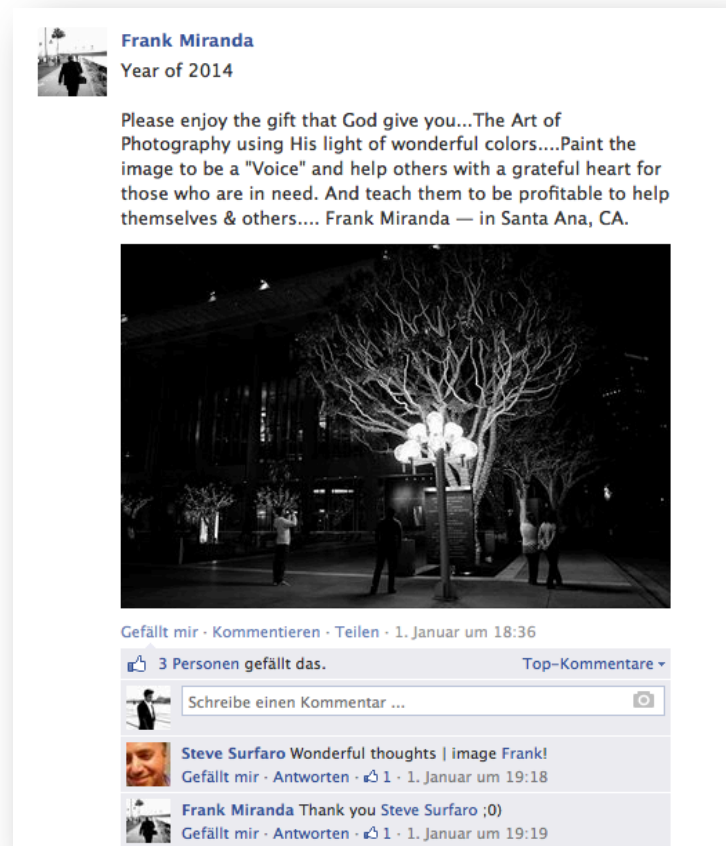 Frank Miranda
Year of 2014
Please enjoy the gift that God give you...The Art of
Photography using His light of wonderful colors....Paint the
image to be a "Voice" and help others with a grateful heart for
those who are in need. And teach them to be profitable to help
themselves & others.... Frank Miranda — in Santa Ana, CA.
Gefällt mir · Kommentieren · Teilen · 1. Januar um 18:36
3 Personen gefällt das. Top-Kommentare
Schreibe einen Kommentar ...
Steve Surfaro Wonderful thoughts | image Frank!
Gefällt mir · Antworten · 1 · 1. Januar um 19:18
Frank Miranda Thank you Steve Surfaro ;0)
Gefällt mir · Antworten · 1 · 1. Januar um 19:19